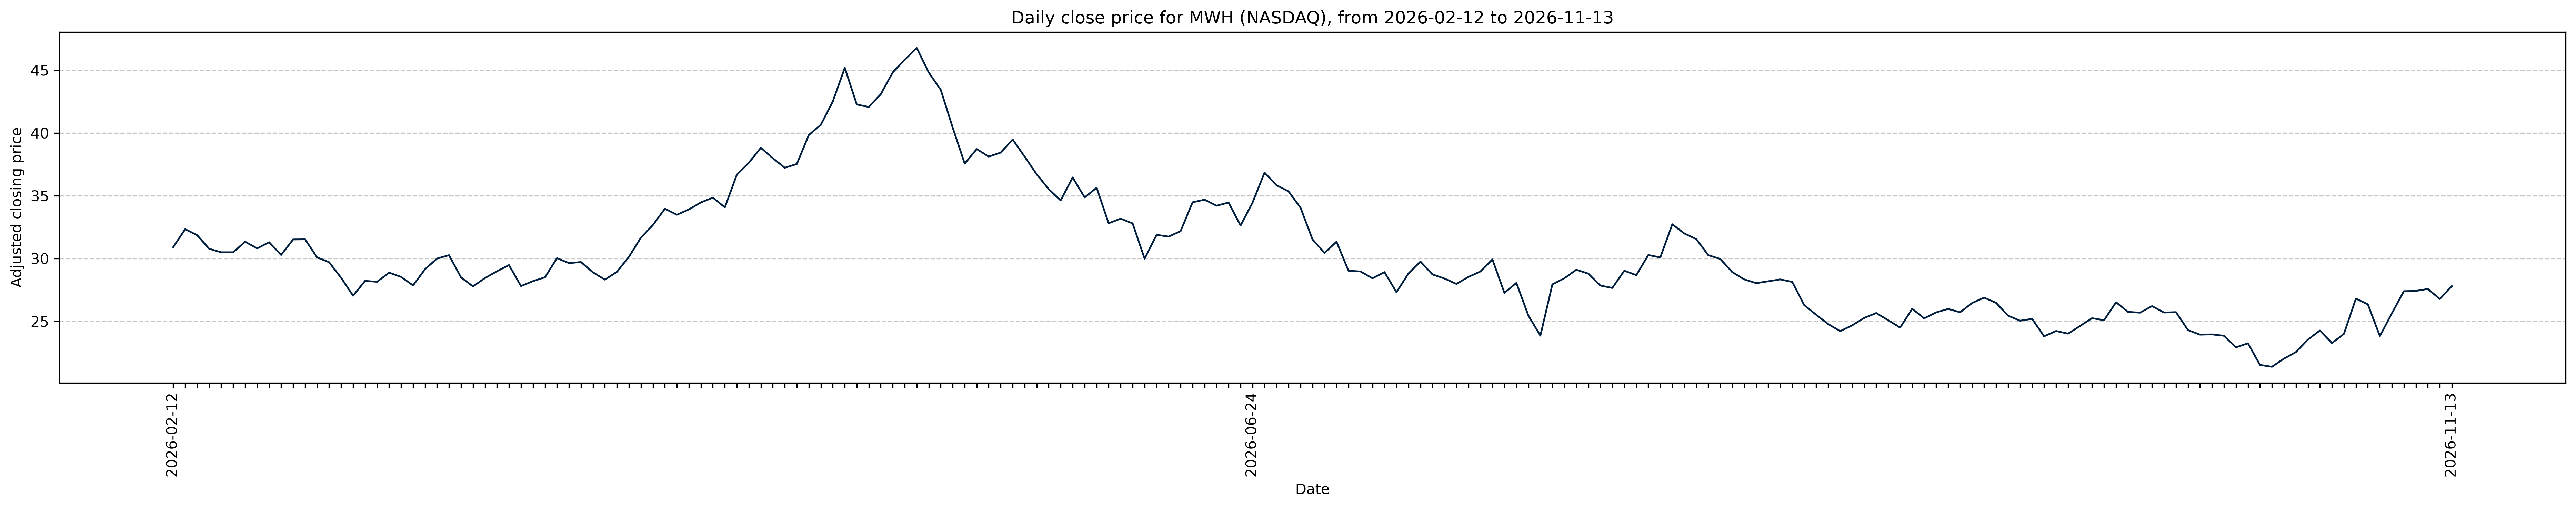 Daily close price for MWH (NASDAQ), from 2026-02-12 to 2026-11-13
Adjusted closing price
45
40
35
30
25
2026-02-12
2026-06-24
2026-11-13
Date